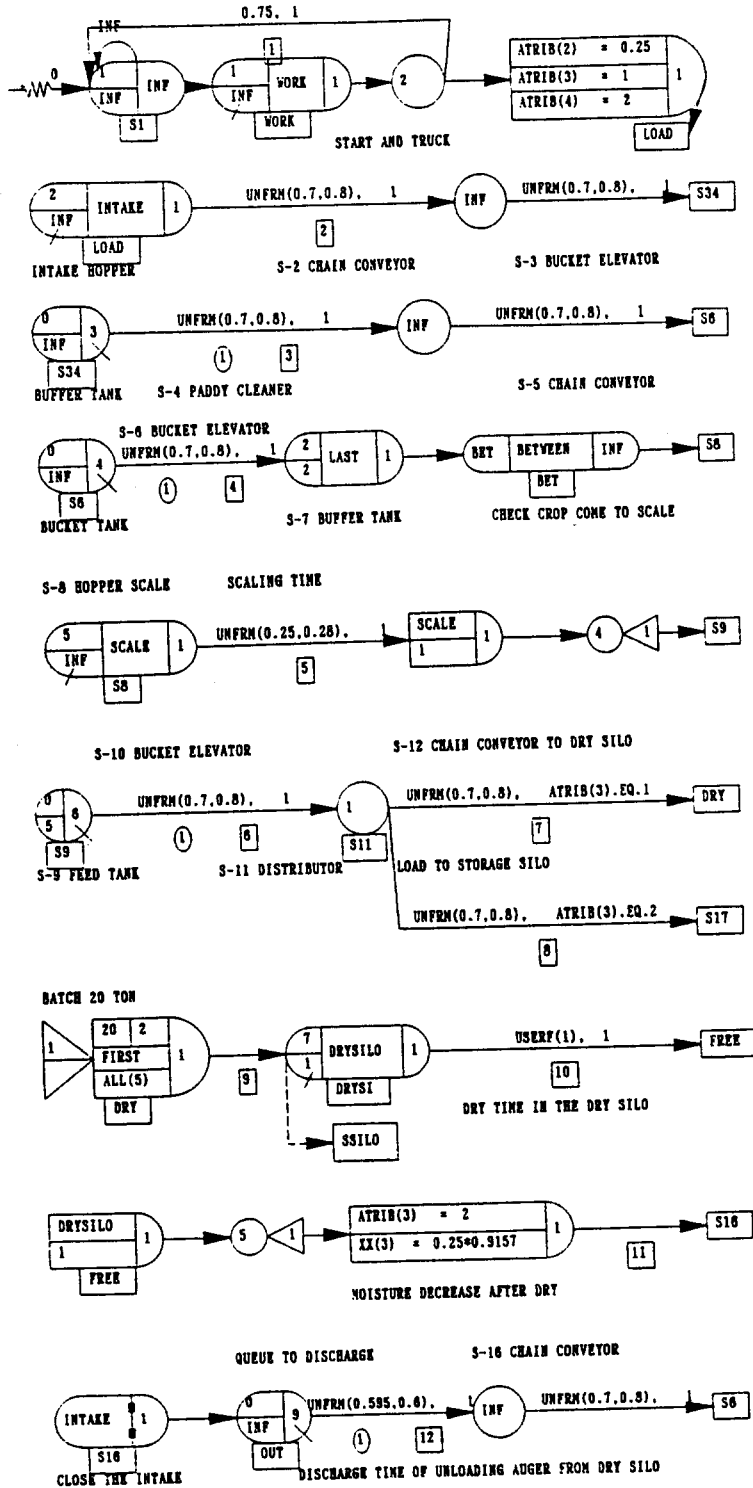 0.75, 1
INF
0
1
INF
INF
S1
1
1
INF
WORK
1
WORK
2
ATRIB(2) = 0.25
ATRIB(3) = 1
ATRIB(4) = 2
1
LOAD
START AND TRUCK
2
INF
INTAKE
1
LOAD
UNFRM(0.7,0.8), 1
2
INF
UNFRM(0.7,0.8), 1
S34
INTAKE HOPPER
S-2 CHAIN CONVEYOR
S-3 BUCKET ELEVATOR
0
INF
3
S34
UNFRM(0.7,0.8), 1
1
3
INF
UNFRM(0.7,0.8), 1
S6
BUFFER TANK
S-4 PADDY CLEANER
S-5 CHAIN CONVEYOR
S-6 BUCKET ELEVATOR
0
INF
4
S6
UNFRM(0.7,0.8), 1
1
4
2
2
LAST
1
BET
BETWEEN
INF
BET
S8
BUCKET TANK
S-7 BUFFER TANK
CHECK CROP COME TO SCALE
S-8 HOPPER SCALE
SCALING TIME
5
INF
SCALE
1
S8
UNFRM(0.25,0.28), 1
5
SCALE
1
1
4
1
S9
S-10 BUCKET ELEVATOR
S-12 CHAIN CONVEYOR TO DRY SILO
0
5
6
S9
UNFRM(0.7,0.8), 1
1
6
1
S11
UNFRM(0.7,0.8), ATRIB(3).EQ.1
7
DRY
S-9 FEED TANK
S-11 DISTRIBUTOR
LOAD TO STORAGE SILO
UNFRM(0.7,0.8), ATRIB(3).EQ.2
8
S17
BATCH 20 TON
1
20
2
FIRST
ALL(5)
1
DRY
9
7
1
DRYSILO
1
DRYSI
USERF(1), 1
10
FREE
DRY TIME IN THE DRY SILO
SSILO
DRYSILO
1
1
FREE
5
1
ATRIB(3) = 2
XX(3) = 0.25*0.9157
1
11
S16
MOISTURE DECREASE AFTER DRY
QUEUE TO DISCHARGE
S-16 CHAIN CONVEYOR
INTAKE
1
S16
0
INF
9
OUT
UNFRM(0.595,0.6), 1
1
12
INF
UNFRM(0.7,0.8), 1
S6
CLOSE THE INTAKE
DISCHARGE TIME OF UNLOADING AUGER FROM DRY SILO